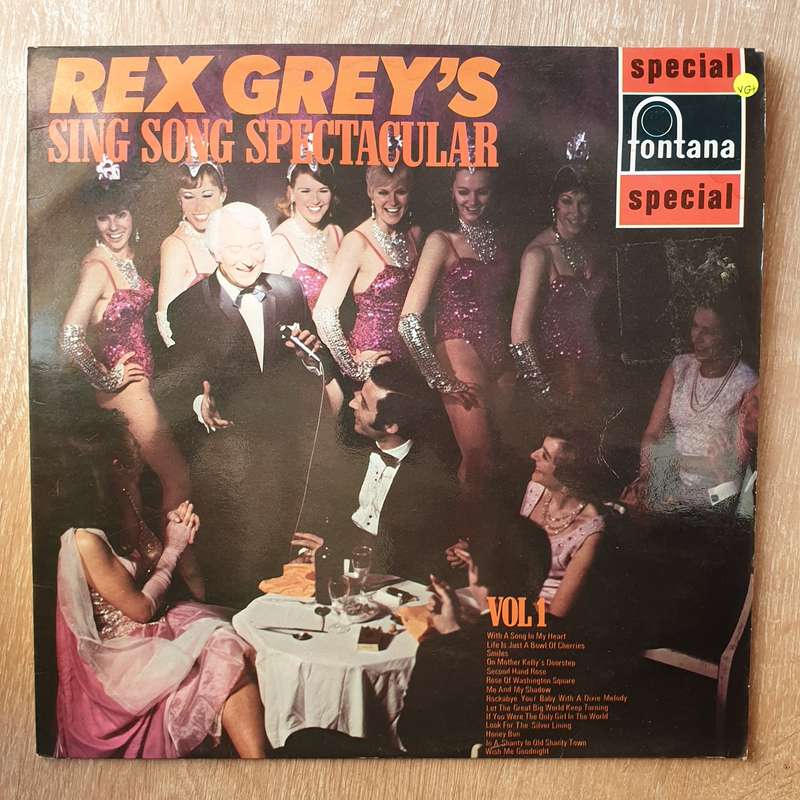 REX GREY'S
SING SONG SPECTACULAR
special
VG+
fontana
special
VOL 1
With A Song In My Heart
Life Is Just A Bowl Of Cherries
Smiles
On Mother Kelly's Doorstep
Second Hand Rose
Rose Of Washington Square
Me And My Shadow
Rockabye Your Baby With A Dixie Melody
Let The Great Big World Keep Turning
If You Were The Only Girl In The World
Look For The Silver Lining
Honey Bun
In A Shanty In Old Shanty Town
Wish Me Goodnight